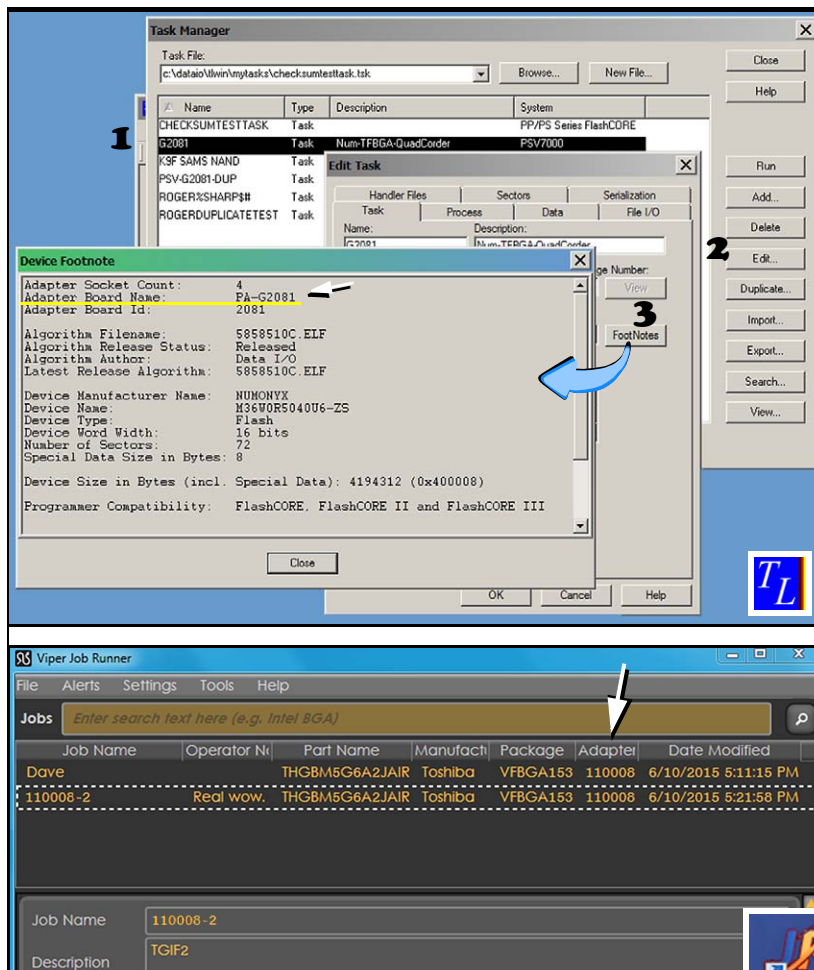 Task Manager
Task File:
c:\dataio\tlwin\mytasks\checksumtesttask.tsk
Browse...
New File...
Close
Help
Name Type Description System
CHECKSUMTESTTASK Task PP/PS Series FlashCORE
1
G2081 Task Num-TFBGA-QuadCorder PSV7000
K9F SAMS NAND Task
PSV-G2081-DUP Task
ROGER%SHARP$# Task
ROGERDUPLICATETEST Task
Run
Add...
Delete
2
Edit...
Duplicate...
Import...
Export...
Search...
View...
Edit Task
Handler Files Sectors Serialization
Task Process Data File I/O
Name: Description:
G2081 Num-TFBGA-QuadCorder
ge Number:
View
3
FootNotes
OK Cancel Help
Device Footnote
Adapter Socket Count: 4
Adapter Board Name: PA-G2081
Adapter Board Id: 2081
Algorithm Filename: 5858510C.ELF
Algorithm Release Status: Released
Algorithm Author: Data I/O
Latest Release Algorithm: 5858510C.ELF
Device Manufacturer Name: NUMONYX
Device Name: M36W0R5040U6-ZS
Device Type: Flash
Device Word Width: 16 bits
Number of Sectors: 72
Special Data Size in Bytes: 8
Device Size in Bytes (incl. Special Data): 4194312 (0x400008)
Programmer Compatibility: FlashCORE, FlashCORE II and FlashCORE III
Close
TL
Viper Job Runner
File Alerts Settings Tools Help
Jobs Enter search text here (e.g. Intel BGA)
Job Name Operator Part Name Manufact Package Adapter Date Modified
Dave THGBM5G6A2JAIR Toshiba VFBGA153 110008 6/10/2015 5:11:15 PM
110008-2 Real wow. THGBM5G6A2JAIR Toshiba VFBGA153 110008 6/10/2015 5:21:58 PM
Job Name 110008-2
Description TGIF2